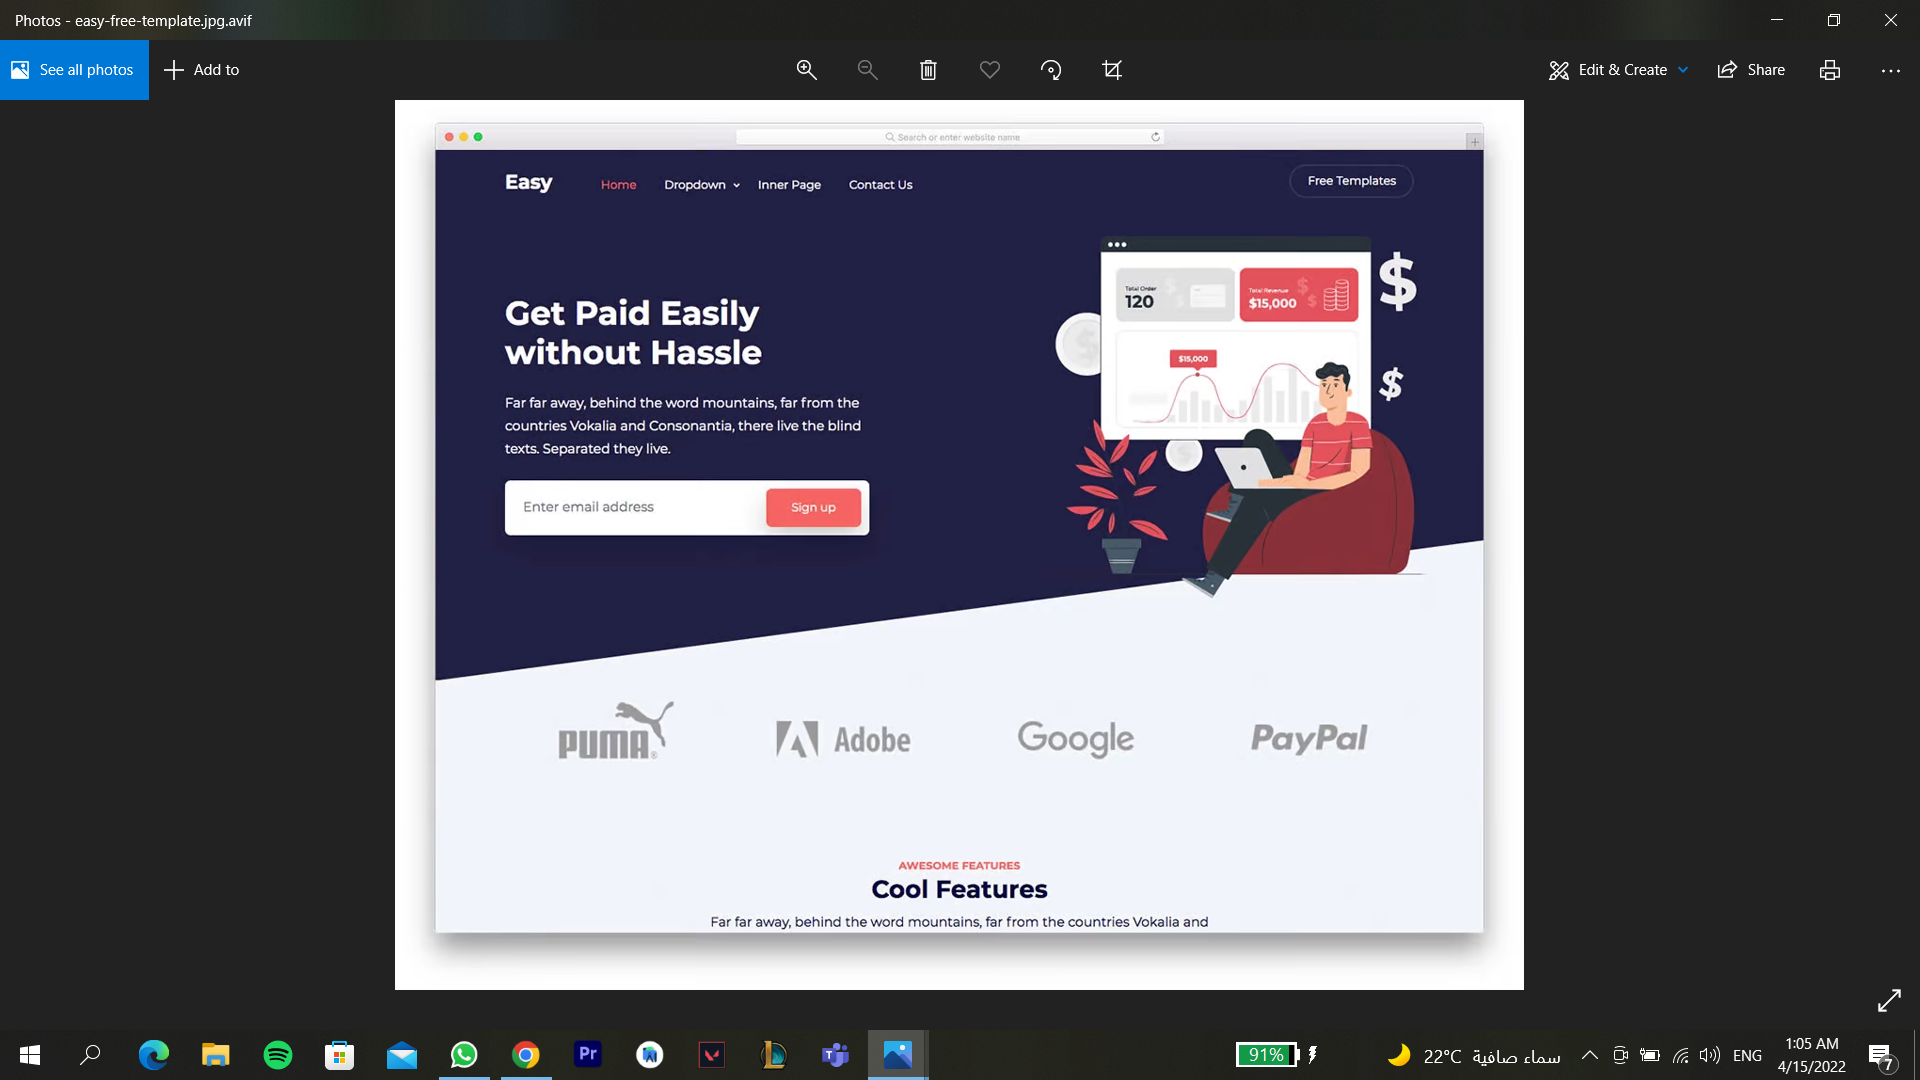 Photos - easy-free-template.jpg.avif
See all photos
Add to
Edit & Create
Share
Search or enter website name
Easy
Home
Dropdown
Inner Page
Contact Us
Free Templates
Total Order
120
Total Revenue
$15,000
$15,000
Get Paid Easily
without Hassle
Far far away, behind the word mountains, far from the
countries Vokalia and Consonantia, there live the blind
texts. Separated they live.
Enter email address
Sign up
PUMA
Adobe
Google
PayPal
AWESOME FEATURES
Cool Features
Far far away, behind the word mountains, far from the countries Vokalia and
Pr
91%
22°C سماء صافية
ENG
1:05 AM
4/15/2022
7